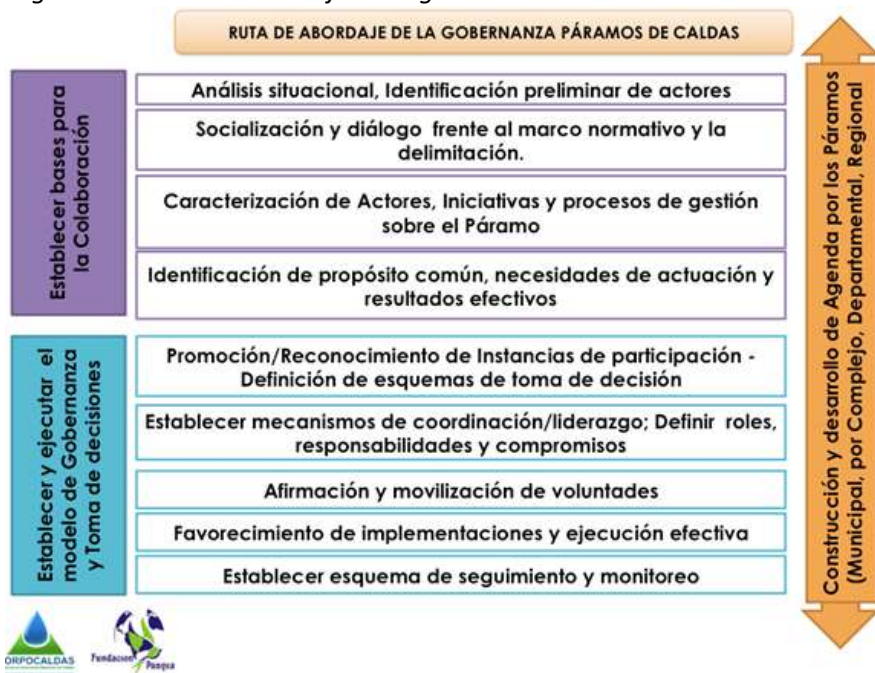 RUTA DE ABORDAJE DE LA GOBERNANZA PÁRAMOS DE CALDAS
Establecer bases para
la Colaboración
Análisis situacional, Identificación preliminar de actores
Socialización y diálogo frente al marco normativo y la
delimitación.
Caracterización de Actores, Iniciativas y procesos de gestión
sobre el Páramo
Identificación de propósito común, necesidades de actuación y
resultados efectivos
Establecer y ejecutar el
modelo de Gobernanza
y Toma de decisiones
Promoción/Reconocimiento de Instancias de participación -
Definición de esquemas de toma de decisión
Establecer mecanismos de coordinación/liderazgo; Definir roles,
responsabilidades y compromisos
Afirmación y movilización de voluntades
Favorecimiento de implementaciones y ejecución efectiva
Establecer esquema de seguimiento y monitoreo
Construcción y desarrollo de Agenda por los Páramos
(Municipal, por Complejo, Departamental, Regional
ORPOCALDAS
Fundación
Pangea